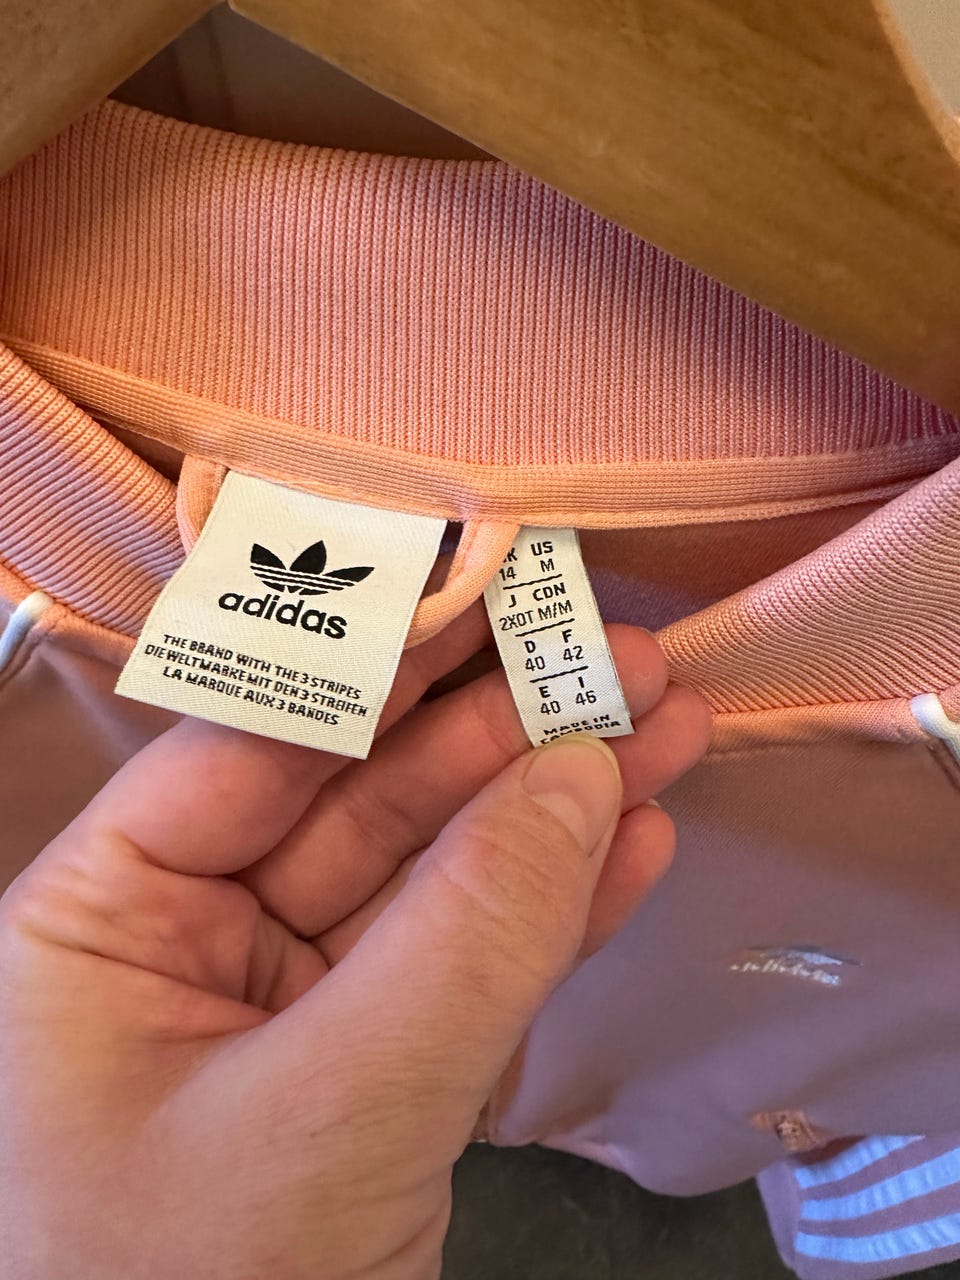 adidas
THE BRAND WITH THE 3 STRIPES
DIE WELTMARKE MIT DEN 3 STREIFEN
LA MARQUE AUX 3 BANDES
US
14 M
J CDN
2XOT M/M
D F
40 42
E I
40 46
MADE IN
CAMBODIA